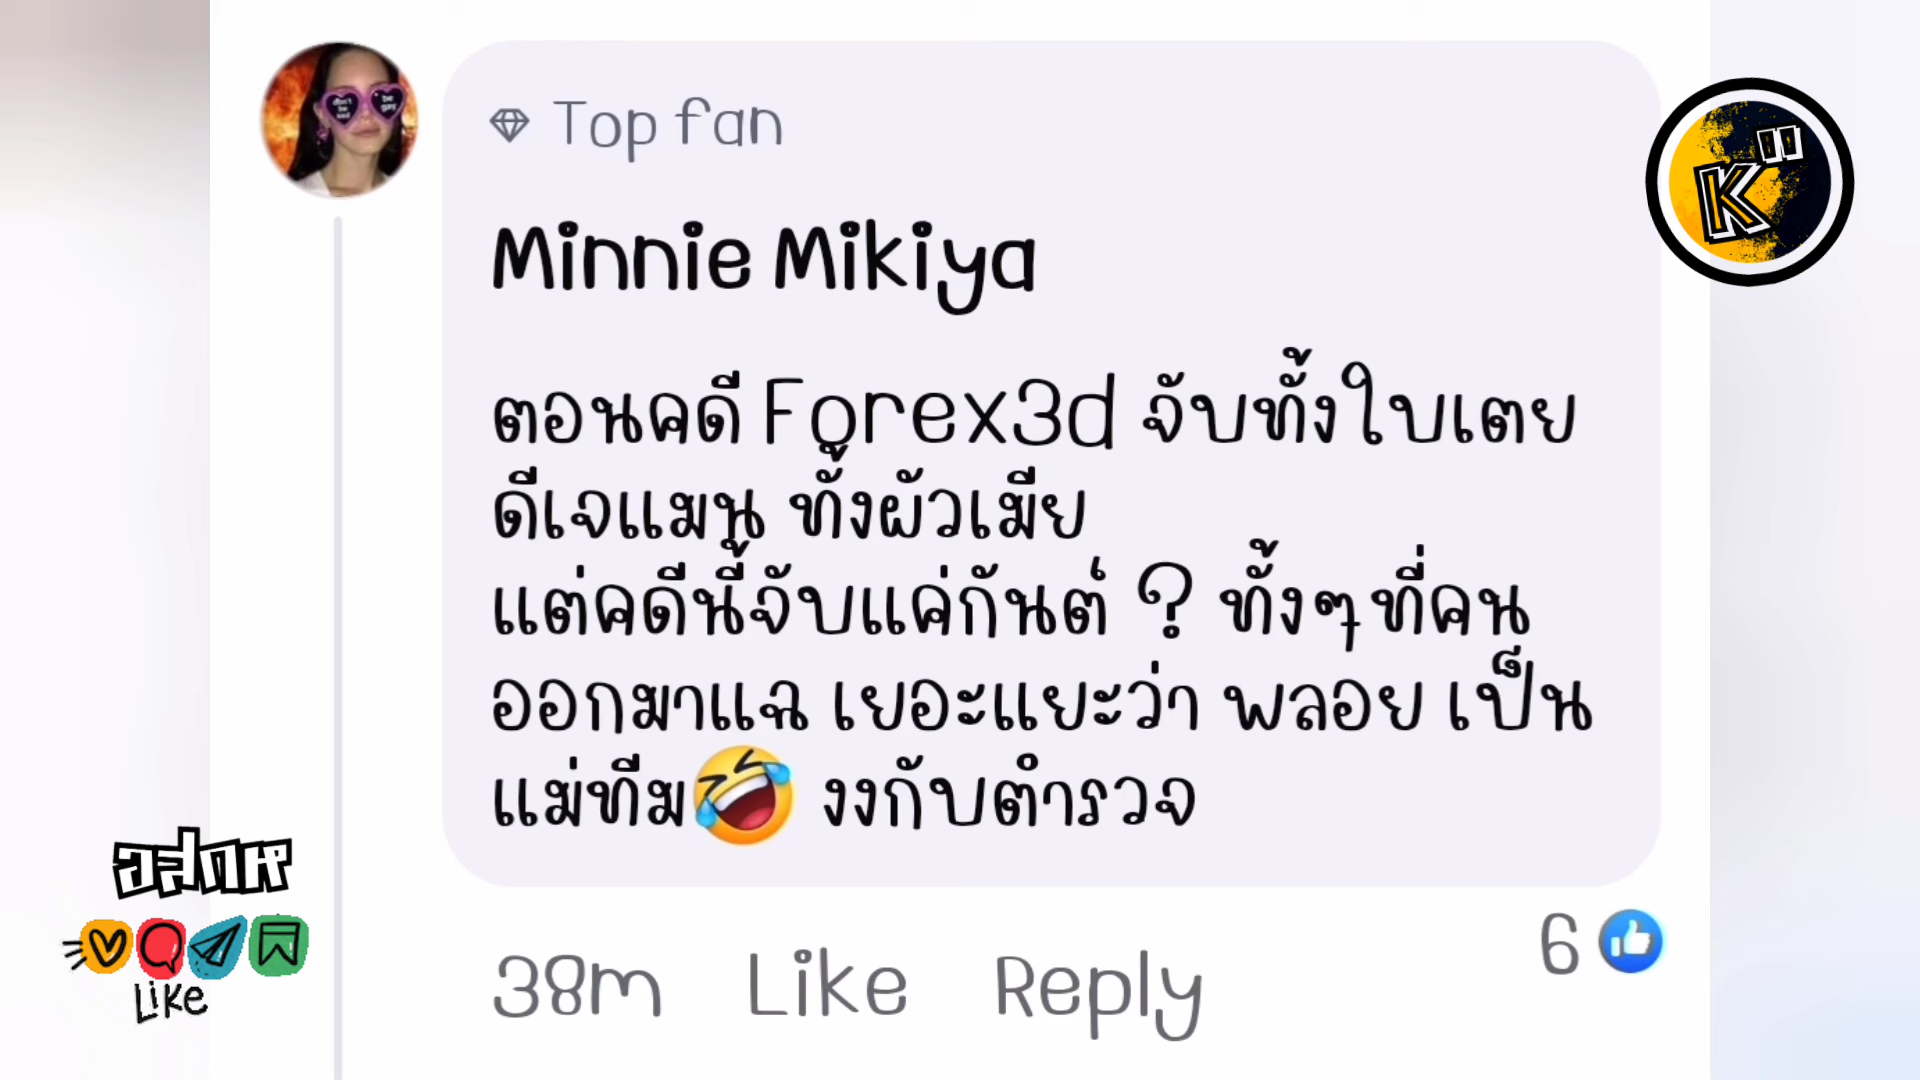 Top fan
K"
Minnie Mikiya
ตอนคดี Forex3d จับทั้งใบเตย
ดีเจแมน ทั้งผัวเมีย
แต่คดีนี้จับแค่กันต์ ? ทั้งๆที่คน
ออกมาแฉ เยอะแยะว่า พลอย เป็น
แม่ทีม🤣 งงกับตำรวจ
อสกห
Like
38m Like Reply
6